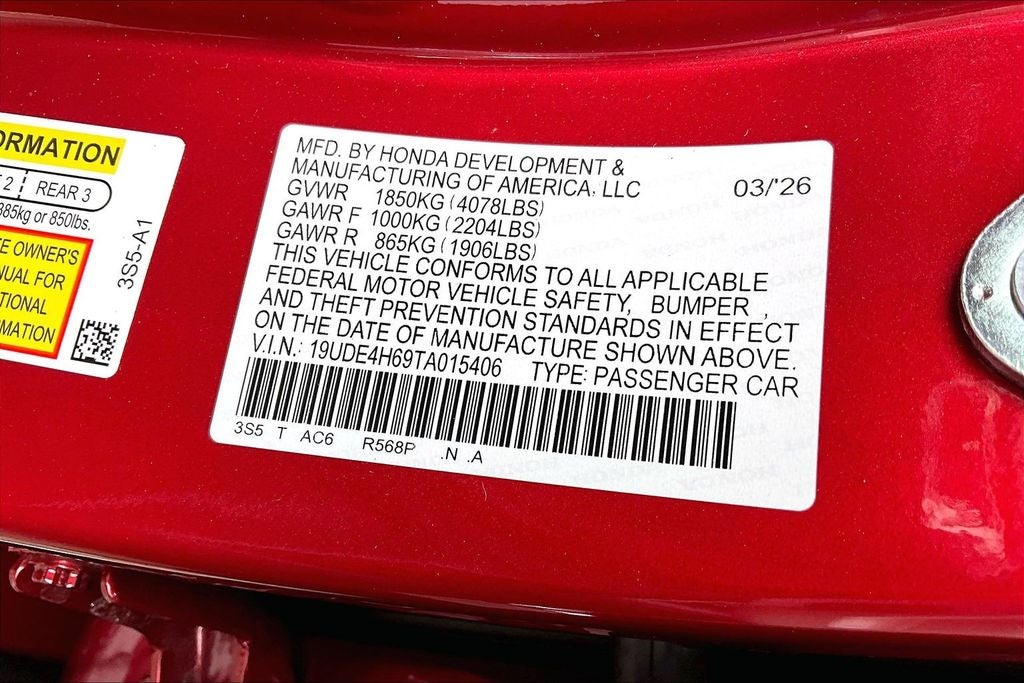 ORMATION
2 REAR 3
385kg or 850lbs.
E OWNER'S
NUAL FOR
TIONAL
RMATION
3S5-A1
MFD. BY HONDA DEVELOPMENT &
MANUFACTURING OF AMERICA, LLC 03/'26
GVWR 1850KG (4078LBS)
GAWR F 1000KG (2204LBS)
GAWR R 865KG (1906LBS)
THIS VEHICLE CONFORMS TO ALL APPLICABLE
FEDERAL MOTOR VEHICLE SAFETY, BUMPER ,
AND THEFT PREVENTION STANDARDS IN EFFECT
ON THE DATE OF MANUFACTURE SHOWN ABOVE.
V.I.N.: 19UDE4H69TA015406 TYPE: PASSENGER CAR
3S5 T AC6 R568P .N .A